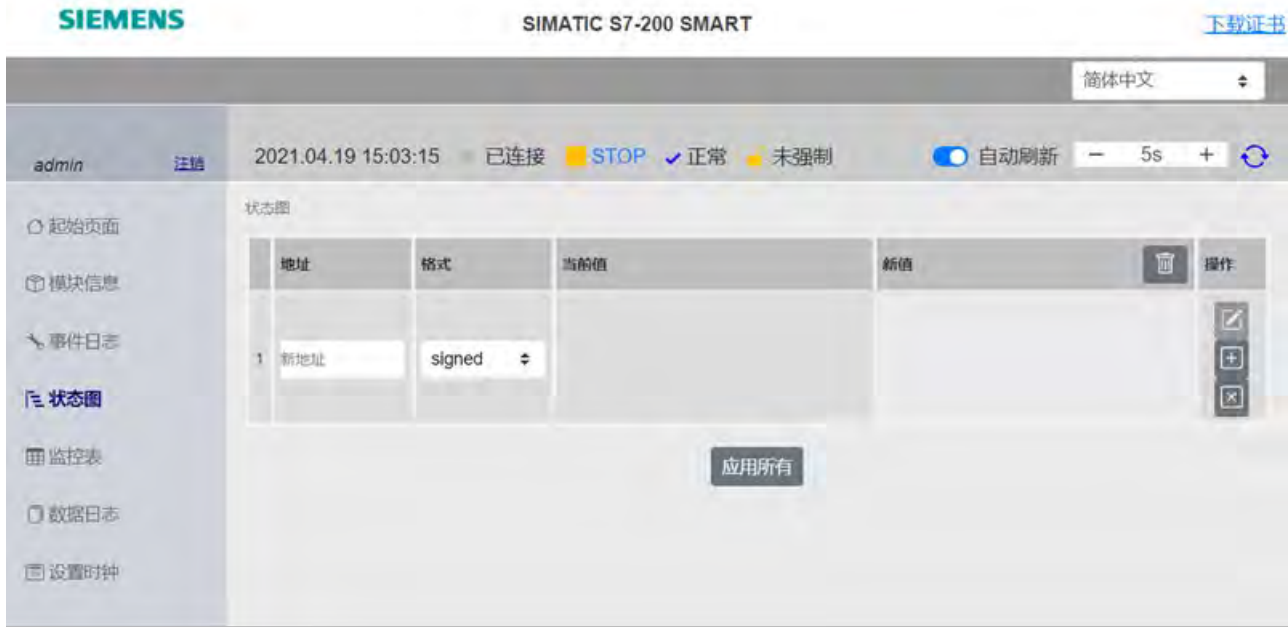 SIEMENS
SIMATIC S7-200 SMART
下载证书
简体中文
admin 注销
2021.04.19 15:03:15 已连接 STOP 正常 未强制 自动刷新 − 5s +
起始页面
模块信息
事件日志
状态图
监控表
数据日志
设置时钟
状态图
地址 格式 当前值 新值 操作
1 新地址 signed
应用所有